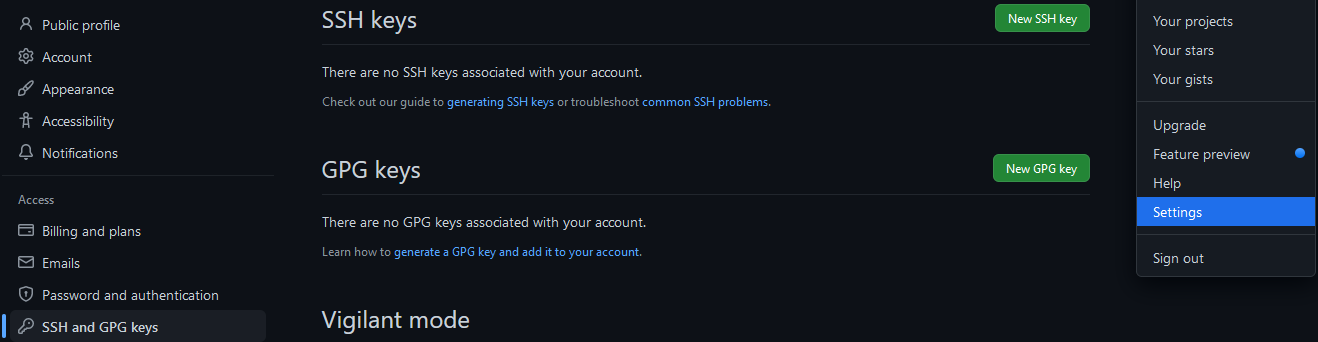 Public profile
Account
Appearance
Accessibility
Notifications
Access
Billing and plans
Emails
Password and authentication
SSH and GPG keys
SSH keys
New SSH key
There are no SSH keys associated with your account.
Check out our guide to generating SSH keys or troubleshoot common SSH problems.
GPG keys
New GPG key
There are no GPG keys associated with your account.
Learn how to generate a GPG key and add it to your account.
Vigilant mode
Your projects
Your stars
Your gists
Upgrade
Feature preview
Help
Settings
Sign out